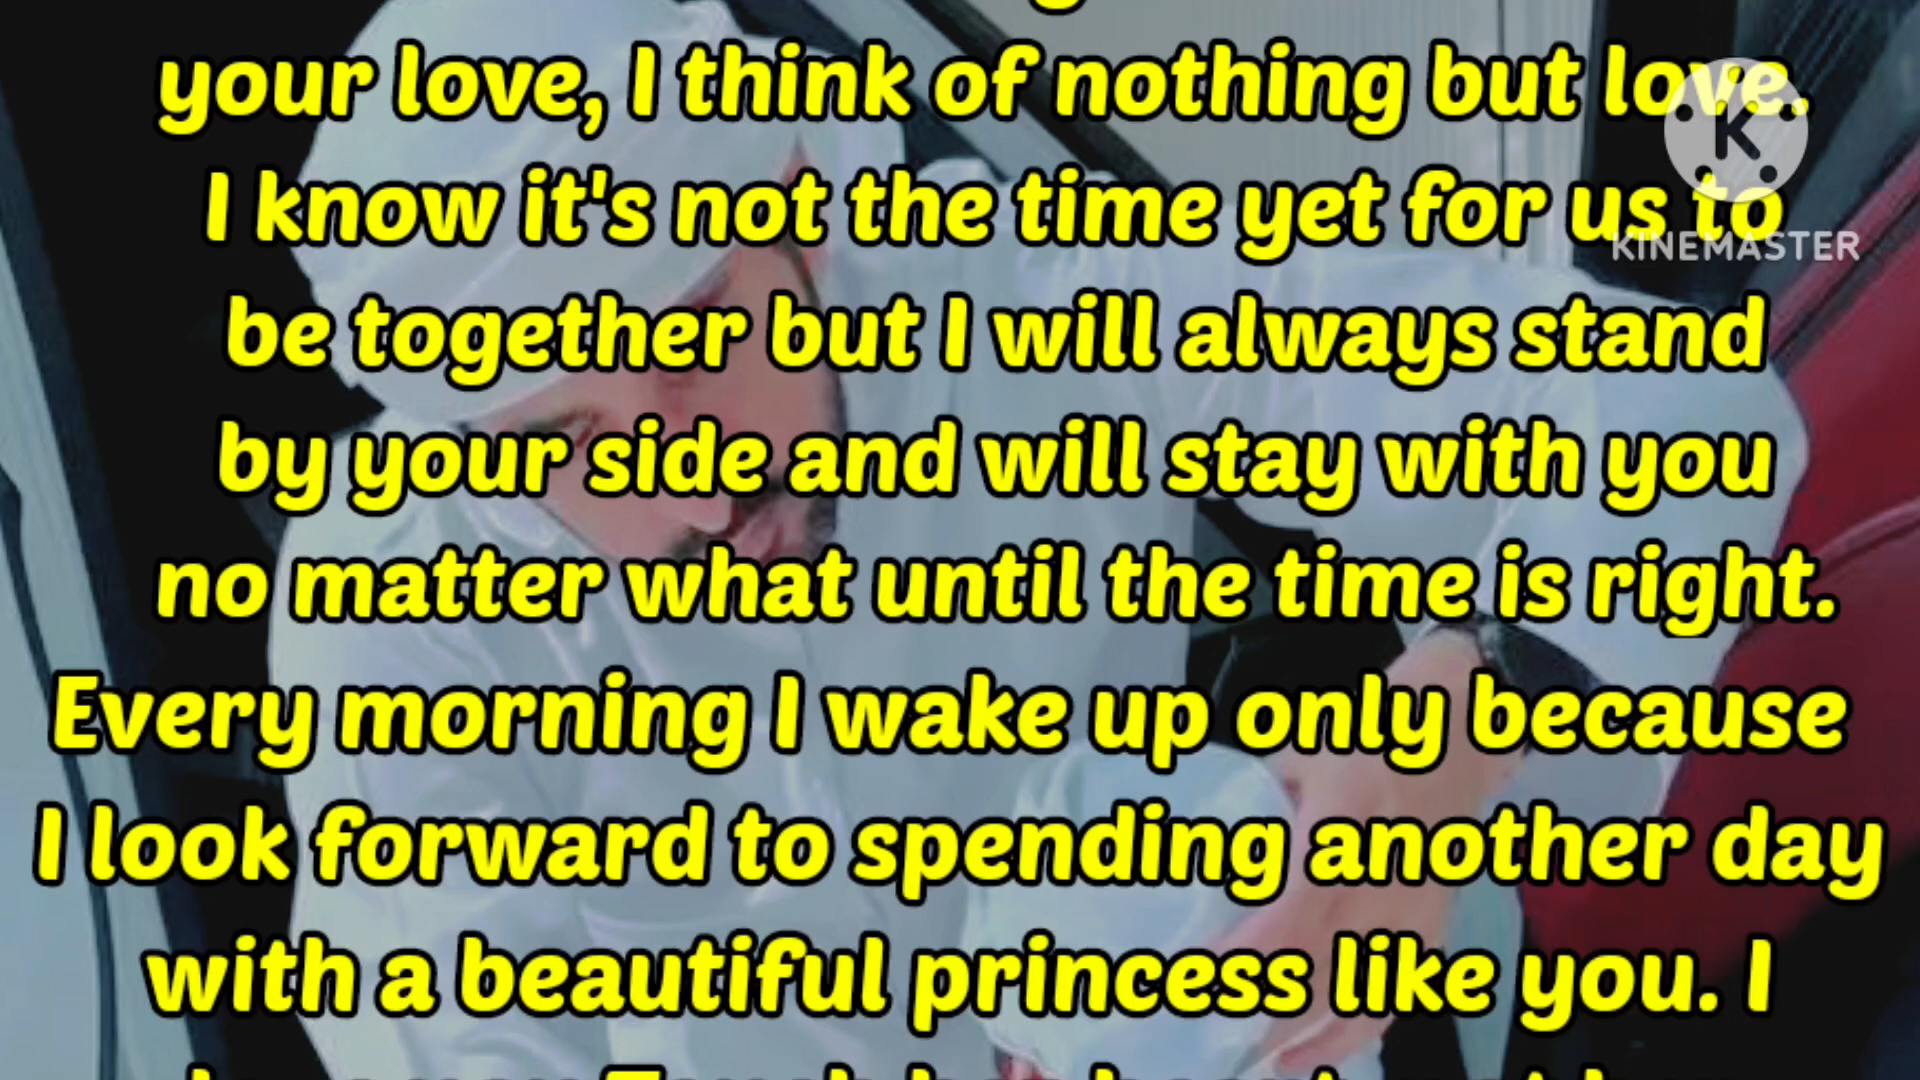 your love, I think of nothing but love.
I know it's not the time yet for us to
KINEMASTER
be together but I will always stand
by your side and will stay with you
no matter what until the time is right.
Every morning I wake up only because
I look forward to spending another day
with a beautiful princess like you. I